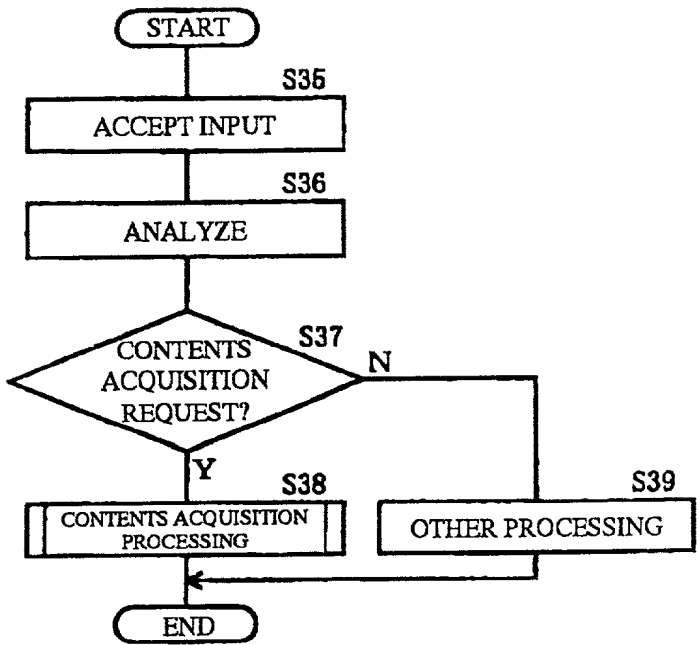 START
S35
ACCEPT INPUT
S36
ANALYZE
S37
CONTENTS
ACQUISITION
REQUEST?
N
Y
S38
CONTENTS ACQUISITION
PROCESSING
S39
OTHER PROCESSING
END